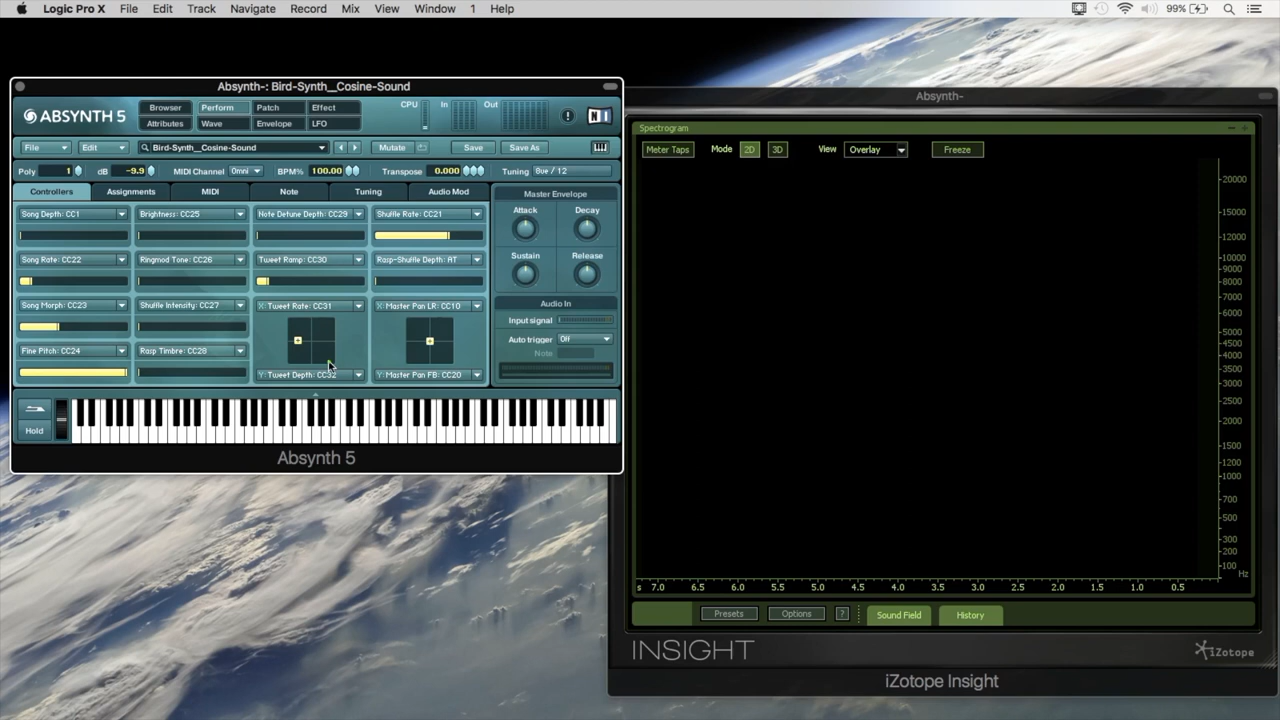 Logic Pro X File Edit Track Navigate Record Mix View Window 1 Help 99%
Absynth-: Bird-Synth__Cosine-Sound
ABSYNTH 5 Browser Perform Patch Effect CPU In Out
Attributes Wave Envelope LFO
File Edit Bird-Synth__Cosine-Sound Mutate Save Save As
Poly 1 dB -9.9 MIDI Channel Omni BPM% 100.00 Transpose 0.000 Tuning 8ve / 12
Controllers Assignments MIDI Note Tuning Audio Mod Master Envelope
Song Depth: CC1 Brightness: CC25 Note Detune Depth: CC29 Shuffle Rate: CC21 Attack Decay
Song Rate: CC22 Ringmod Tone: CC26 Tweet Ramp: CC30 Rasp-Shuffle Depth: AT Sustain Release
Song Morph: CC23 Shuffle Intensity: CC27 X: Tweet Rate: CC31 X: Master Pan LR: CC10 Audio In
Input signal
Auto trigger Off
Note
Fine Pitch: CC24 Rasp Timbre: CC28
Y: Tweet Depth: CC32 Y: Master Pan FB: CC20
Hold
Absynth 5
Absynth-
Spectrogram
Meter Taps Mode 2D 3D View Overlay Freeze
20000
15000
12000
10000
9000
8000
7000
6000
5000
4500
4000
3500
3000
2500
2000
1500
1200
1000
700
500
300
200
100
Hz
s 7.0 6.5 6.0 5.5 5.0 4.5 4.0 3.5 3.0 2.5 2.0 1.5 1.0 0.5
Presets Options ? Sound Field History
INSIGHT iZotope
iZotope Insight